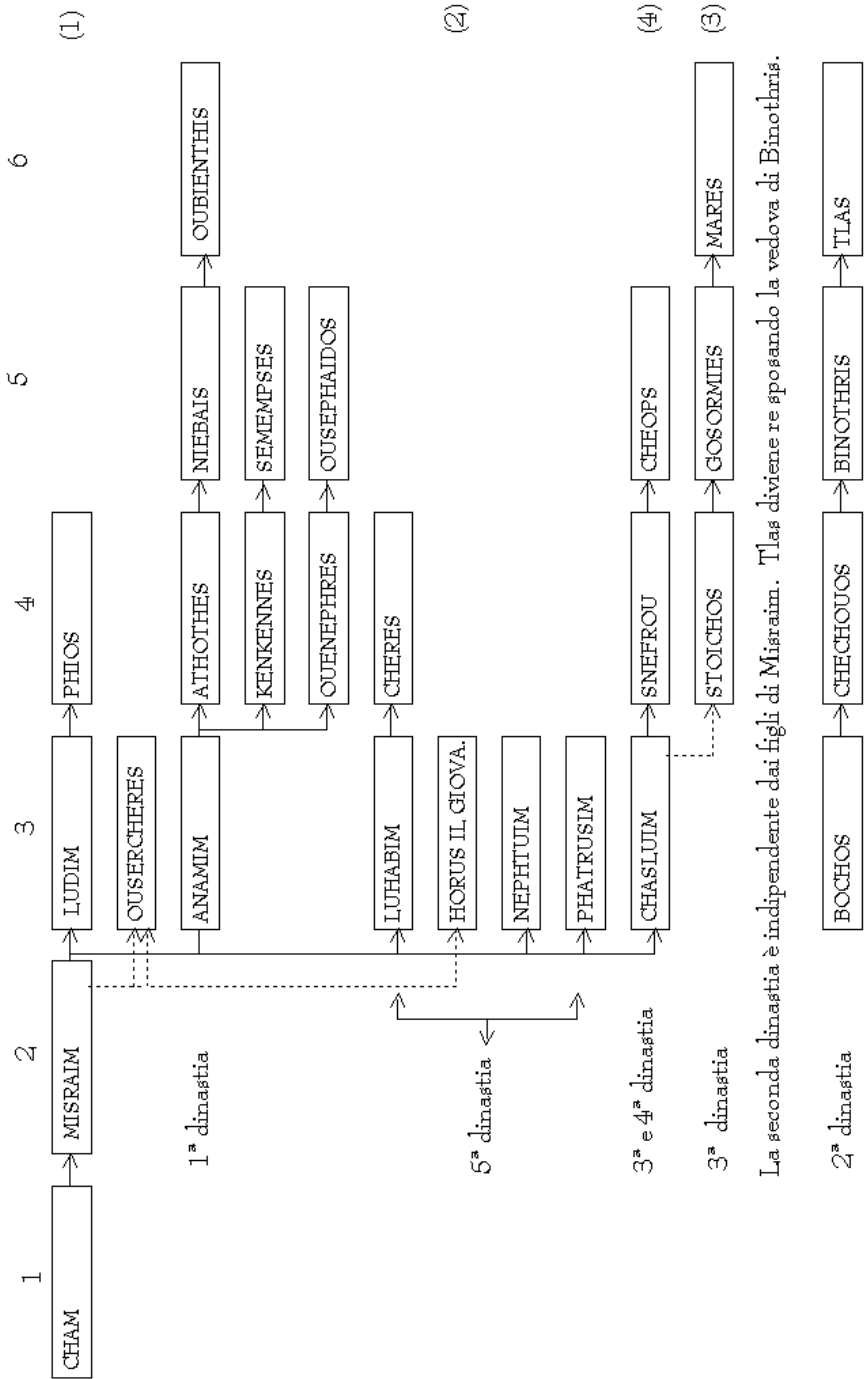 1 2 3 4 5 6
CHAM MISRAIM LUDIM PHIOS (1)
OUSERCHERES
1ª dinastia ANAMIM ATHOTHES NIEBAIS OUBIENTHIS
KENKENNES SEMEMPSES
OUENEPHRES OUSEPHAIDOS
LUHABIM CHERES
5ª dinastia HORUS IL GIOVA. (2)
NEPHTUIM
PHATRUSIM
3ª e 4ª dinastia CHASLUIM SNEFROU CHEOPS (4)
3ª dinastia STOICHOS GOSORMIES MARES (3)
La seconda dinastia è indipendente dai figli di Misraim. Tlas diviene re sposando la vedova di Binothris.
2ª dinastia BOCHOS CHECHOUOS BINOTHRIS TLAS